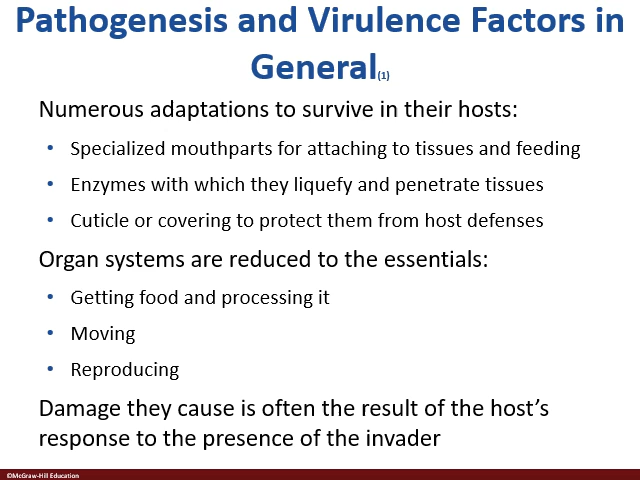 Pathogenesis and Virulence Factors in
General(1)
Numerous adaptations to survive in their hosts:
• Specialized mouthparts for attaching to tissues and feeding
• Enzymes with which they liquefy and penetrate tissues
• Cuticle or covering to protect them from host defenses
Organ systems are reduced to the essentials:
• Getting food and processing it
• Moving
• Reproducing
Damage they cause is often the result of the host’s
response to the presence of the invader
©McGraw-Hill Education